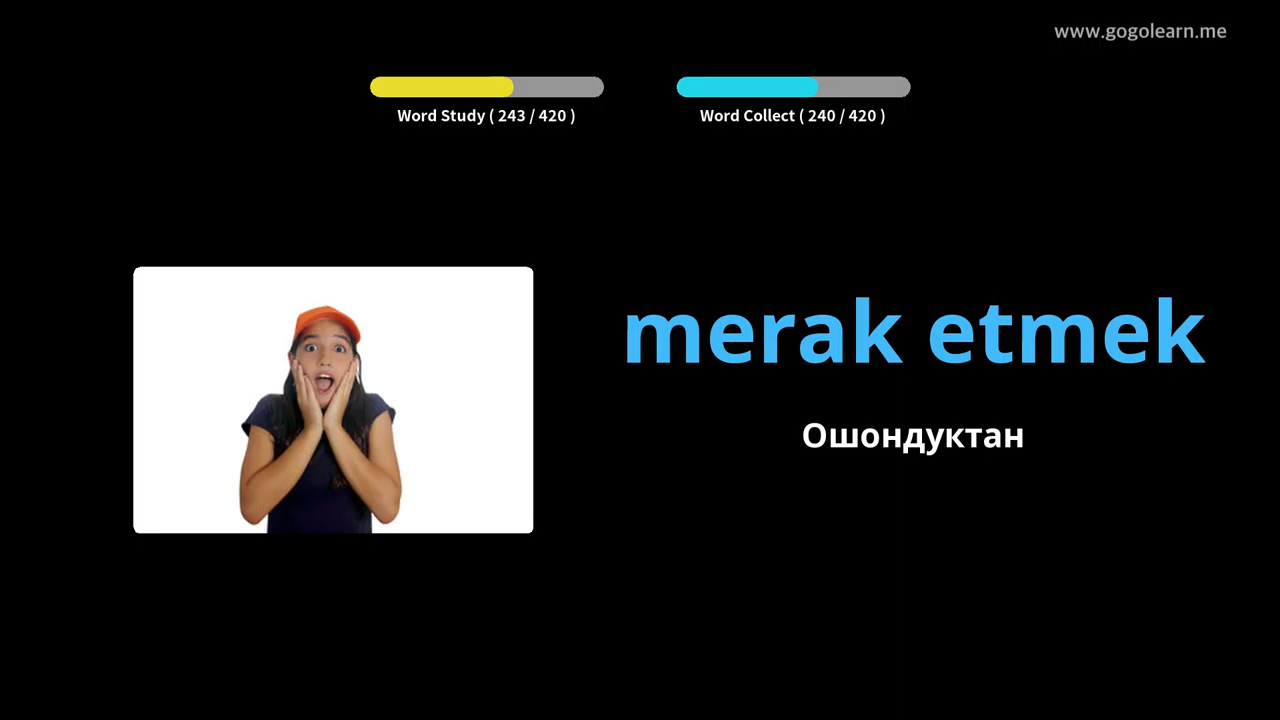 www.gogolearn.me
Word Study ( 243 / 420 )
Word Collect ( 240 / 420 )
merak etmek
Ошондуктан